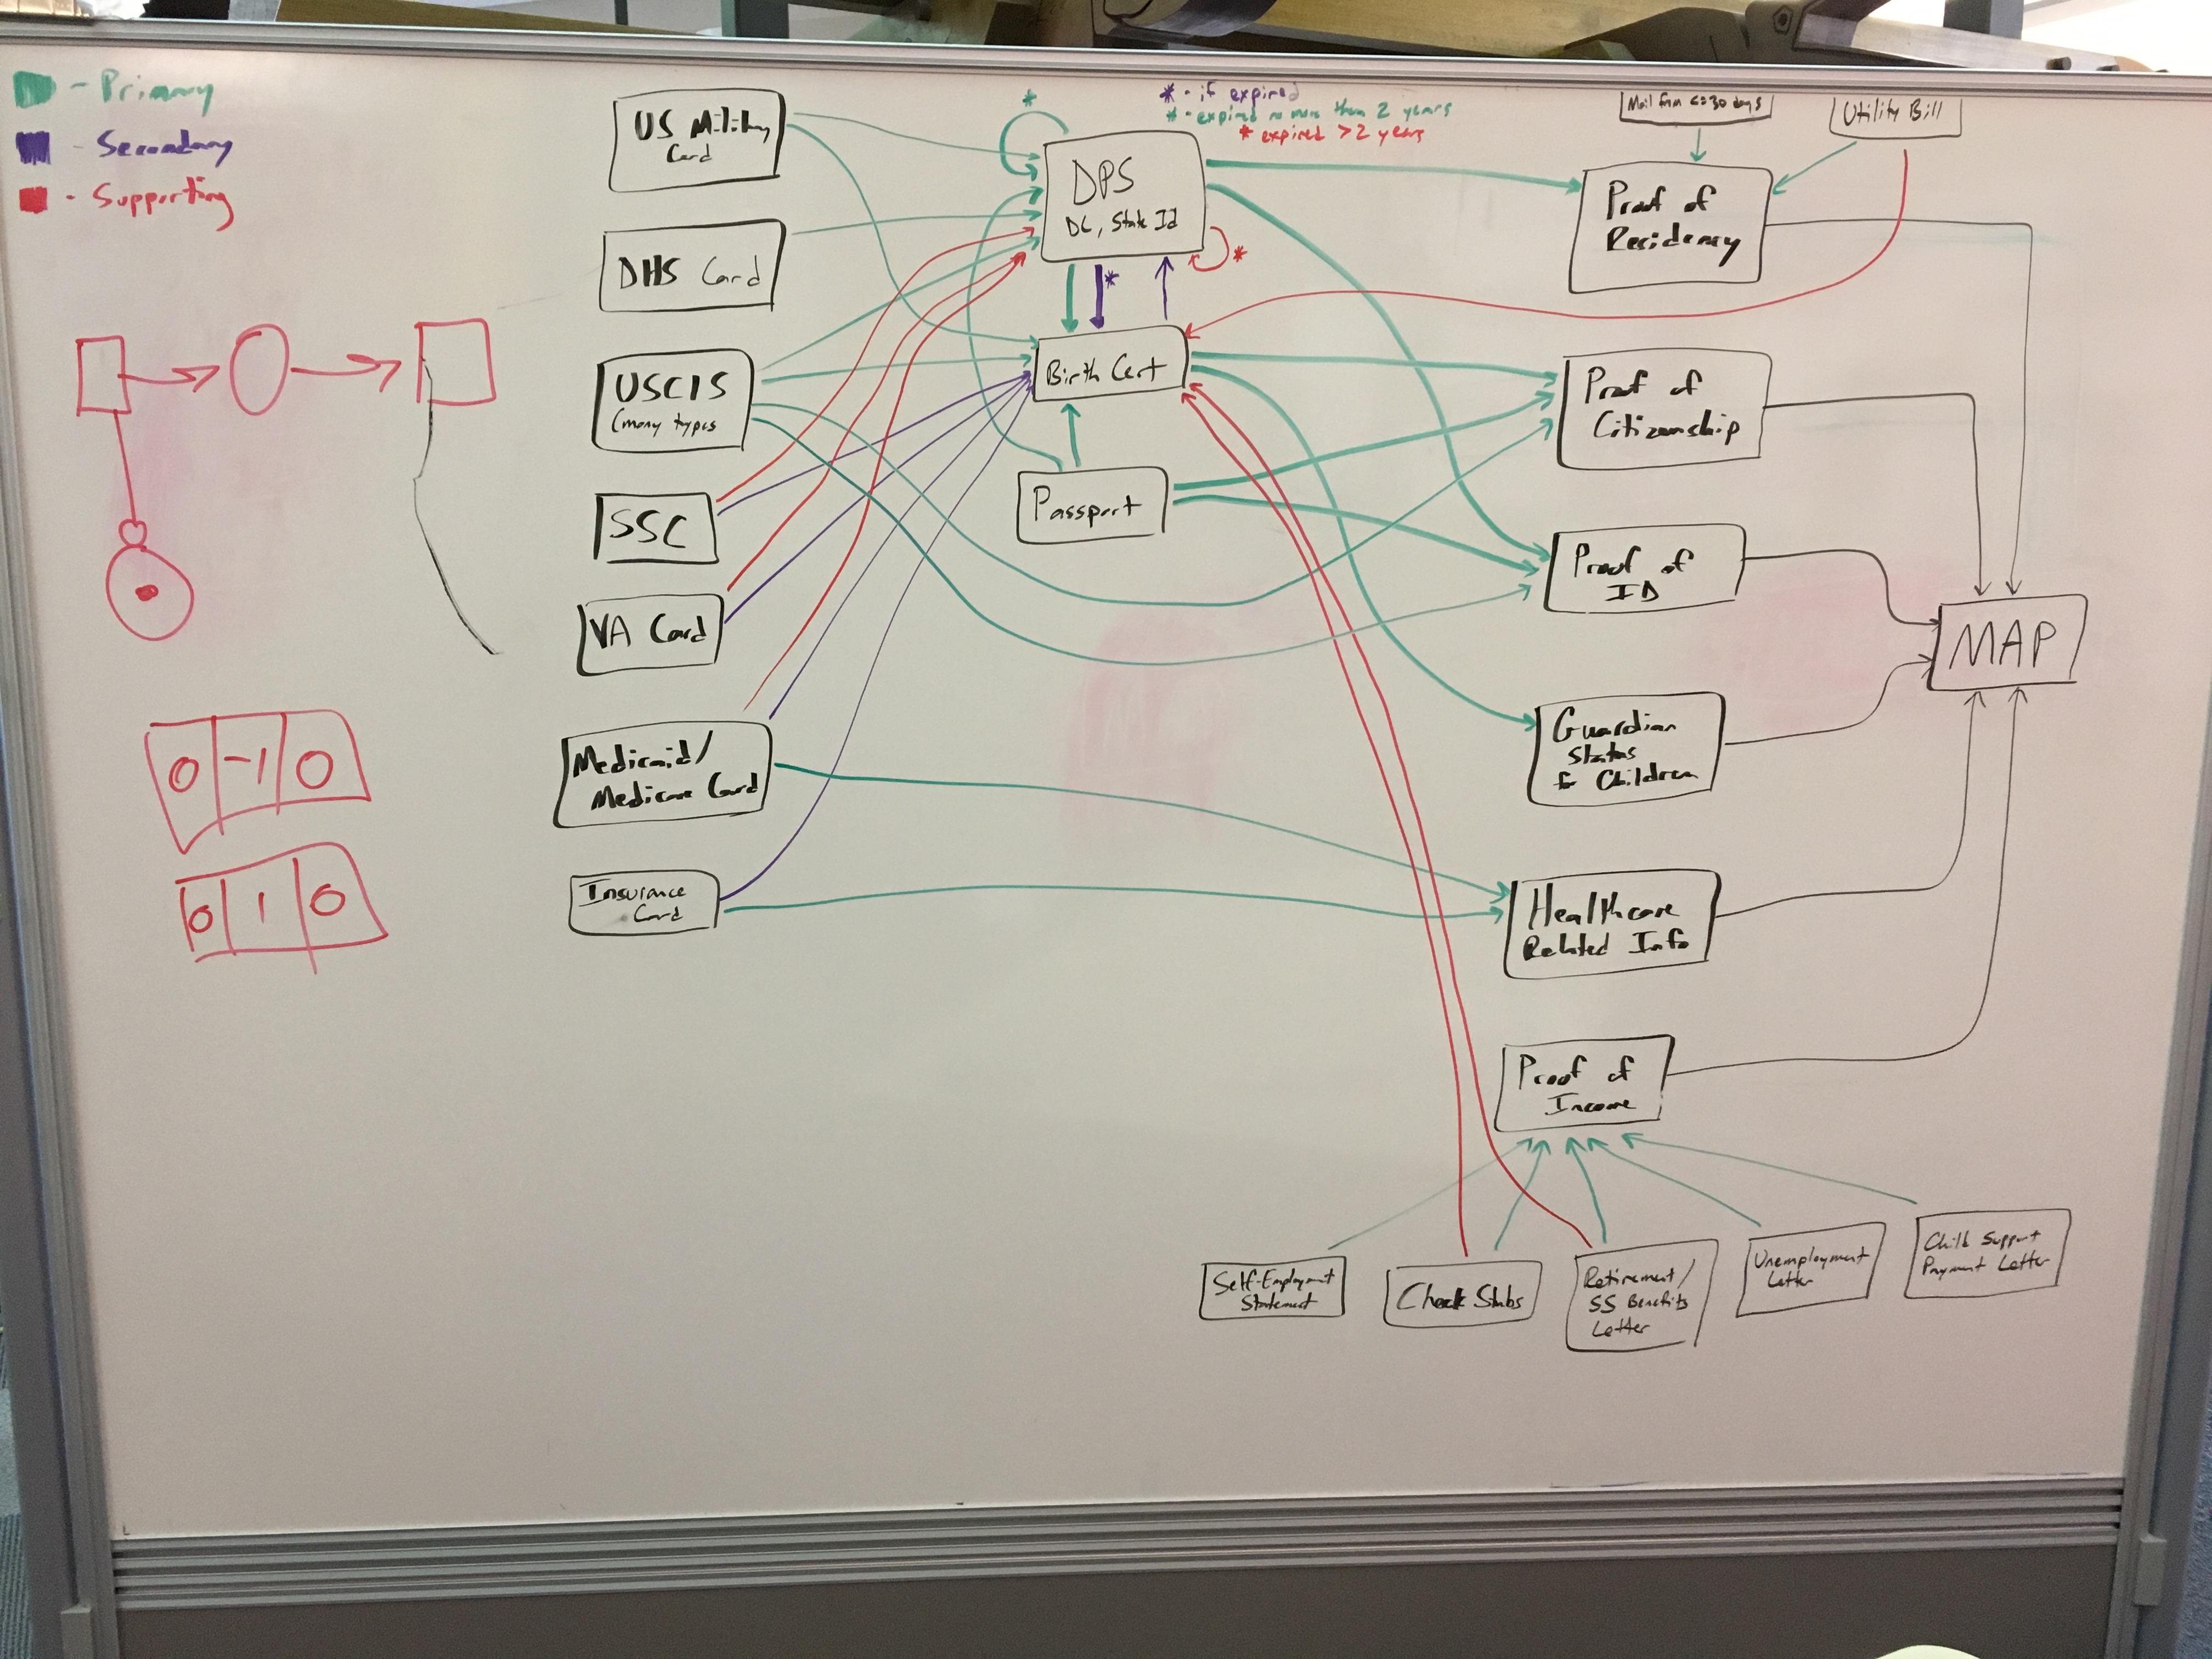 - Primary
- Secondary
- Supporting
* - if expired
* - expired no more than 2 years
* expired >2 years
US Military
Card
DHS Card
USCIS
(many types
SSC
VA Card
Medicaid/
Medicare Card
Insurance
Card
*
DPS
DL, State Id
*
*
Birth Cert
Passport
Mail from <=30 days
Utility Bill
Proof of
Residency
Proof of
Citizenship
Proof of
ID
Guardian
Status
for Children
Healthcare
Related Info
Proof of
Income
MAP
Self-Employment
Statement
Check Stubs
Retirement/
SS Benefits
Letter
Unemployment
Letter
Child Support
Payment Letter
0 -1 0
0 1 0